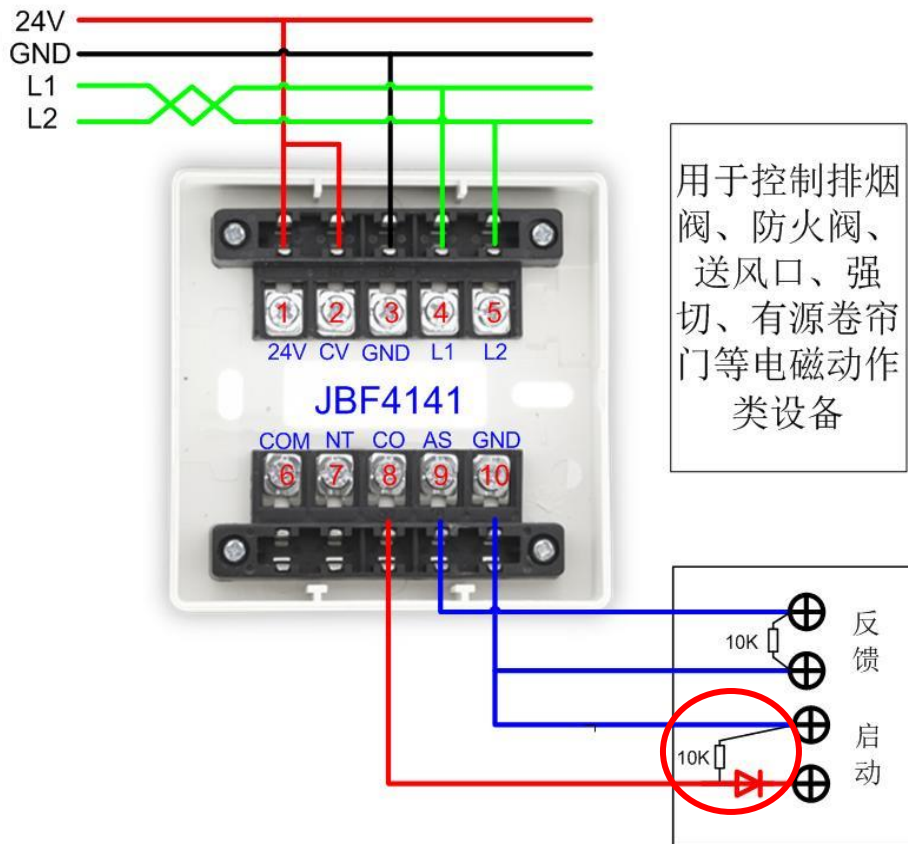 24V
GND
L1
L2
1 2 3 4 5
24V CV GND L1 L2
JBF4141
COM NT CO AS GND
6 7 8 9 10
用于控制排烟
阀、防火阀、
送风口、强
切、有源卷帘
门等电磁动作
类设备
10K
反
馈
10K
启
动